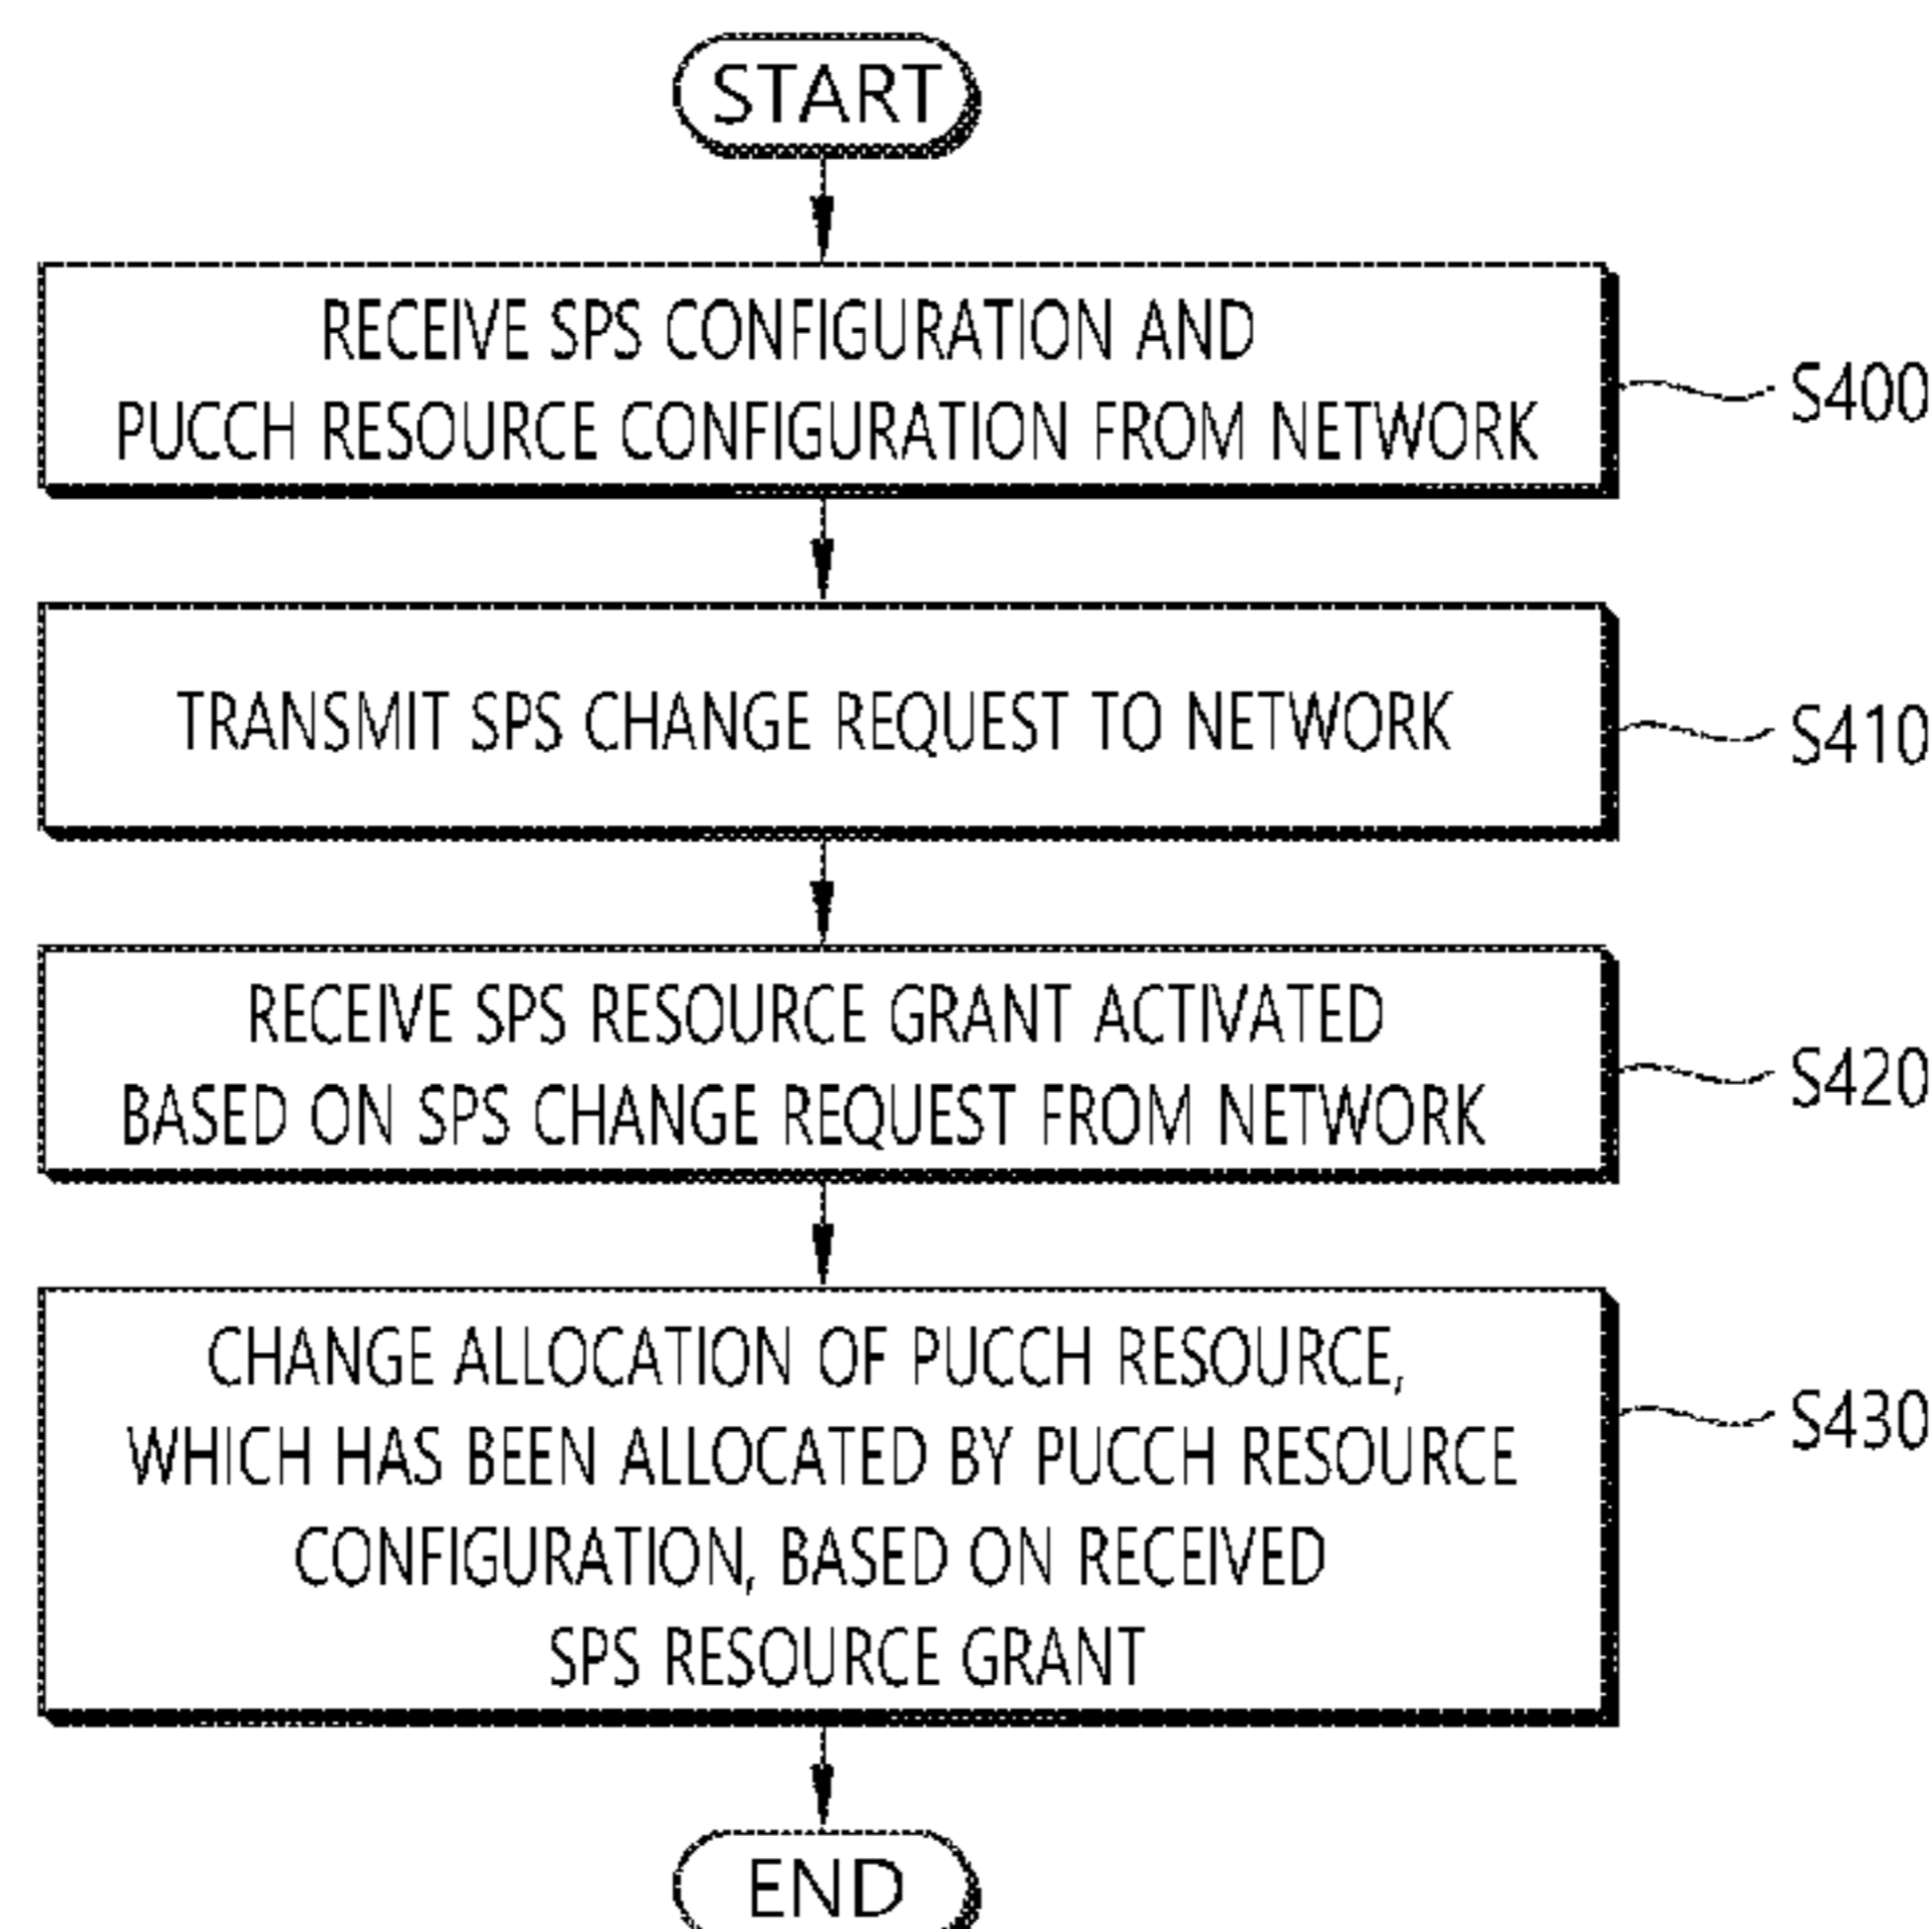 START
RECEIVE SPS CONFIGURATION AND
PUCCH RESOURCE CONFIGURATION FROM NETWORK
S400
TRANSMIT SPS CHANGE REQUEST TO NETWORK
S410
RECEIVE SPS RESOURCE GRANT ACTIVATED
BASED ON SPS CHANGE REQUEST FROM NETWORK
S420
CHANGE ALLOCATION OF PUCCH RESOURCE,
WHICH HAS BEEN ALLOCATED BY PUCCH RESOURCE
CONFIGURATION, BASED ON RECEIVED
SPS RESOURCE GRANT
S430
END